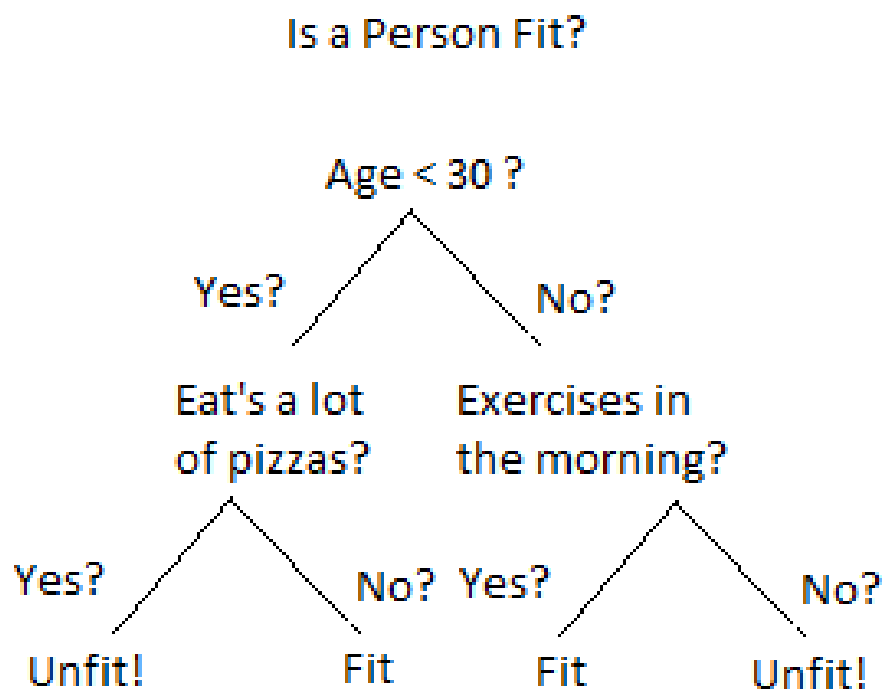 Is a Person Fit?
Age < 30 ?
Yes?
No?
Eat's a lot
of pizzas?
Exercises in
the morning?
Yes?
No?
Yes?
No?
Unfit!
Fit
Fit
Unfit!